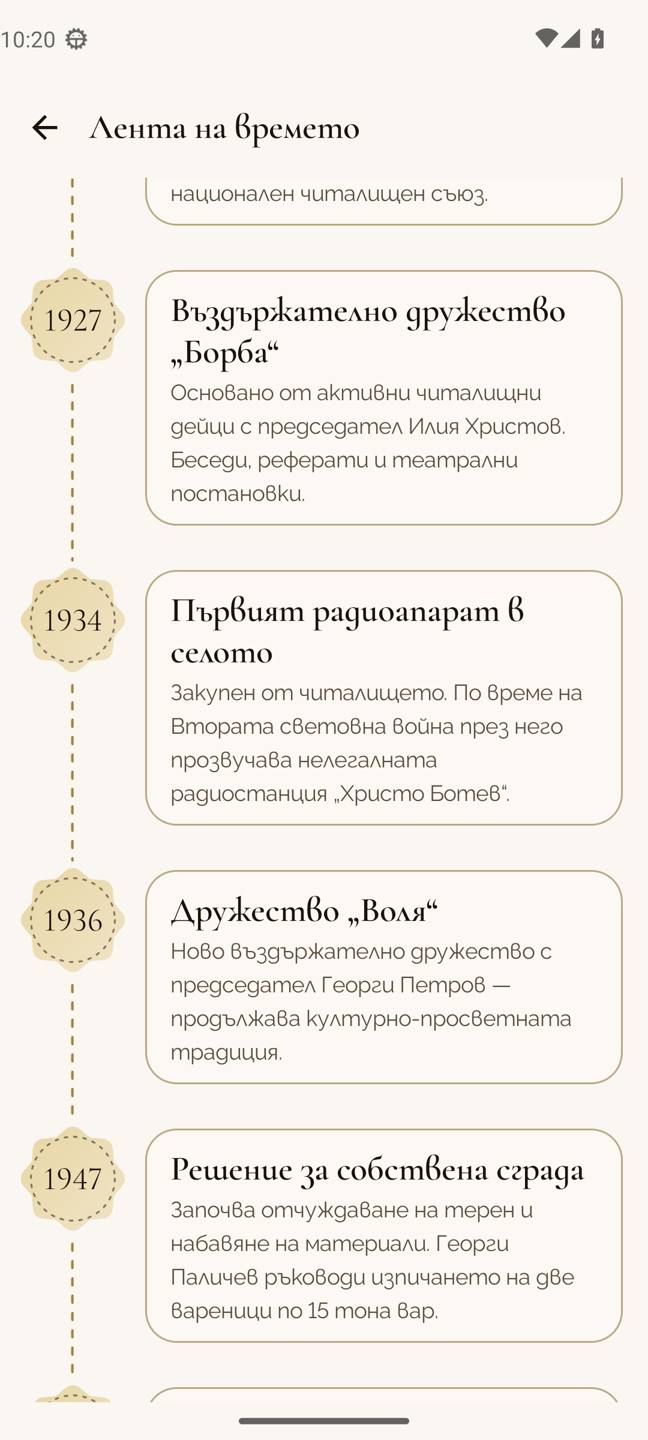 10:20
Лента на времето
национален читалищен съюз.
1927
Въздържателно дружество
„Борба“
Основано от активни читалищни
дейци с председател Илия Христов.
Беседи, реферати и театрални
постановки.
1934
Първият радиоапарат в
селото
Закупен от читалището. По време на
Втората световна война през него
прозвучава нелегалната
радиостанция „Христо Ботев“.
1936
Дружество „Воля“
Ново въздържателно дружество с
председател Георги Петров —
продължава културно-просветната
традиция.
1947
Решение за собствена сграда
Започва отчуждаване на терен и
набавяне на материали. Георги
Паличев ръководи изпичането на две
вареници по 15 тона вар.